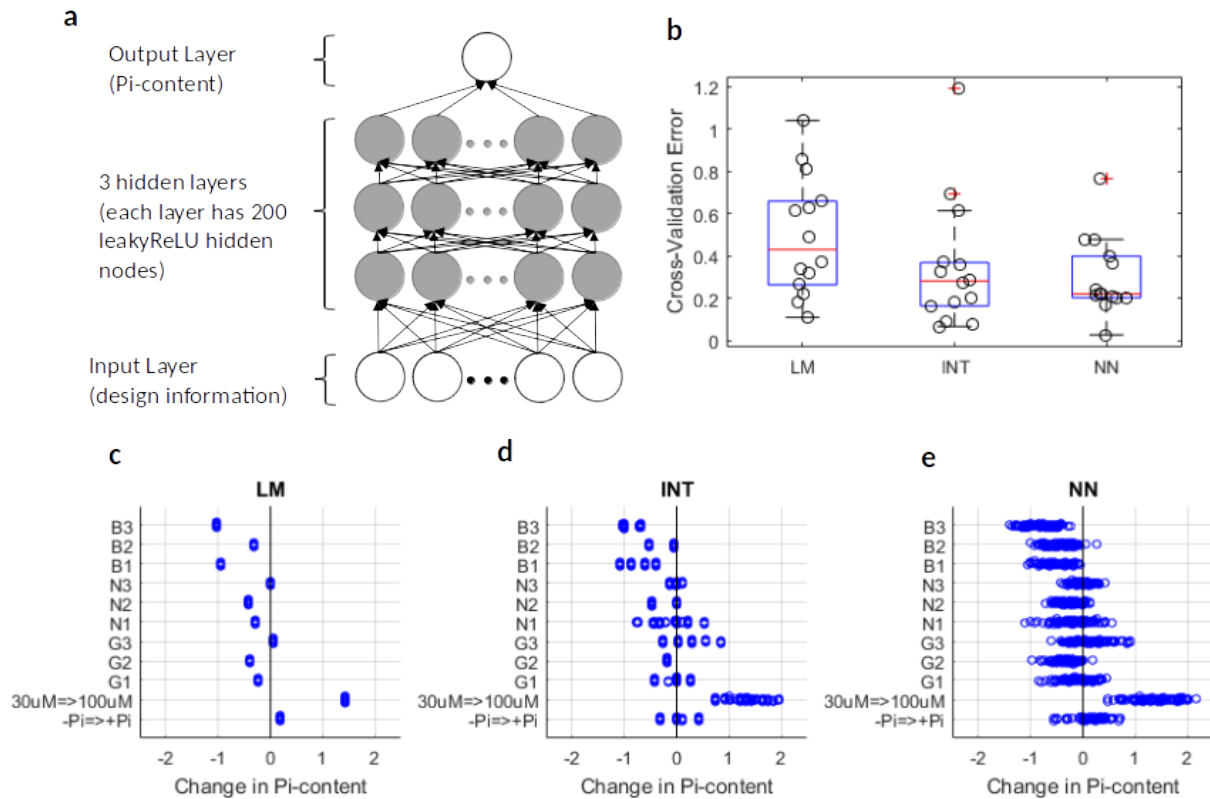 a
Output Layer
(Pi-content)
3 hidden layers
(each layer has 200
leakyReLU hidden
nodes)
Input Layer
(design information)
b
Cross-Validation Error
1.2
1
0.8
0.6
0.4
0.2
0
LM
INT
NN
c
LM
B3
B2
B1
N3
N2
N1
G3
G2
G1
30uM=>100uM
-Pi=>+Pi
-2
-1
0
1
2
Change in Pi-content
d
INT
B3
B2
B1
N3
N2
N1
G3
G2
G1
30uM=>100uM
-Pi=>+Pi
-2
-1
0
1
2
Change in Pi-content
e
NN
B3
B2
B1
N3
N2
N1
G3
G2
G1
30uM=>100uM
-Pi=>+Pi
-2
-1
0
1
2
Change in Pi-content